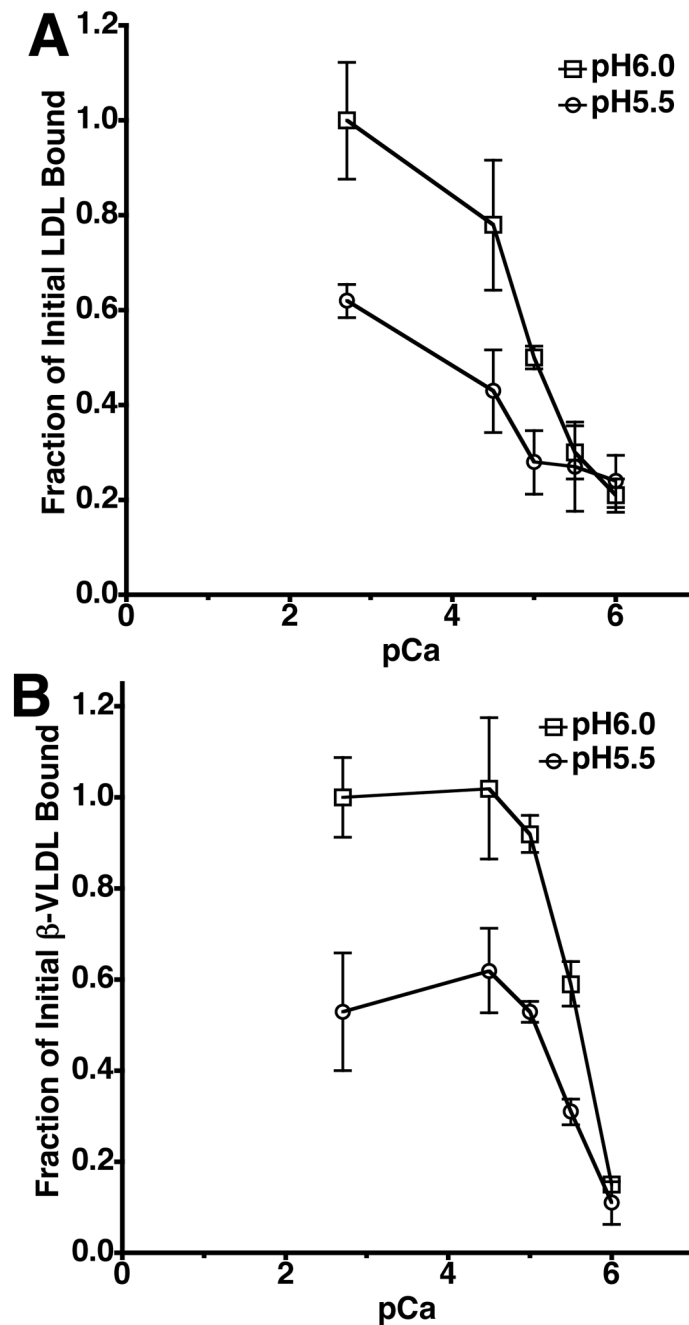 A
1.2
pH6.0
pH5.5
1.0
0.8
0.6
0.4
0.2
0.0
Fraction of Initial LDL Bound
0
2
4
6
pCa
B
1.2
pH6.0
pH5.5
1.0
0.8
0.6
0.4
0.2
0.0
Fraction of Initial β-VLDL Bound
0
2
4
6
pCa